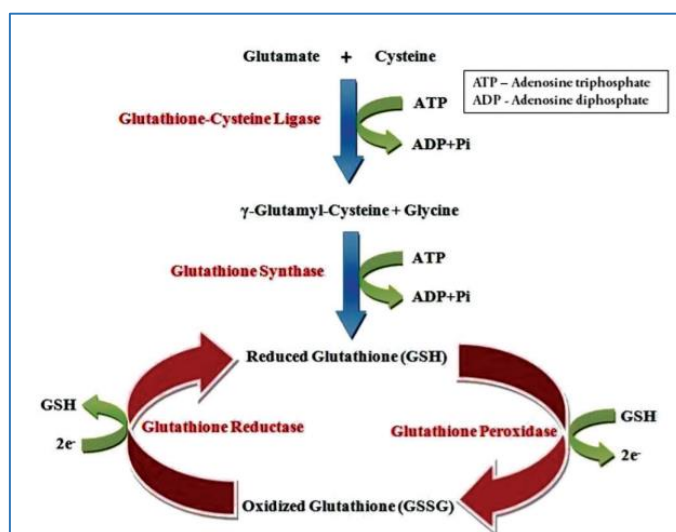 Glutamate + Cysteine
ATP – Adenosine triphosphate
ADP - Adenosine diphosphate
Glutathione-Cysteine Ligase
ATP
ADP+Pi
γ-Glutamyl-Cysteine + Glycine
Glutathione Synthase
ATP
ADP+Pi
Reduced Glutathione (GSH)
GSH
2e-
Glutathione Reductase
Glutathione Peroxidase
GSH
2e-
Oxidized Glutathione (GSSG)